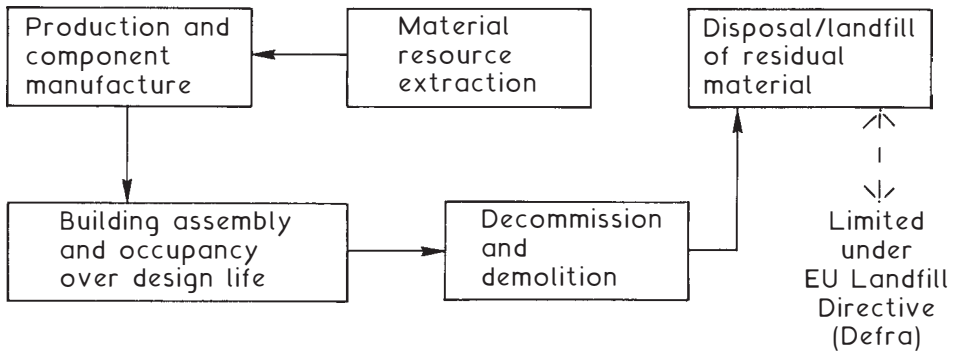 Production and
component
manufacture
Material
resource
extraction
Disposal/landfill
of residual
material
Building assembly
and occupancy
over design life
Decommission
and
demolition
Limited
under
EU Landfill
Directive
(Defra)